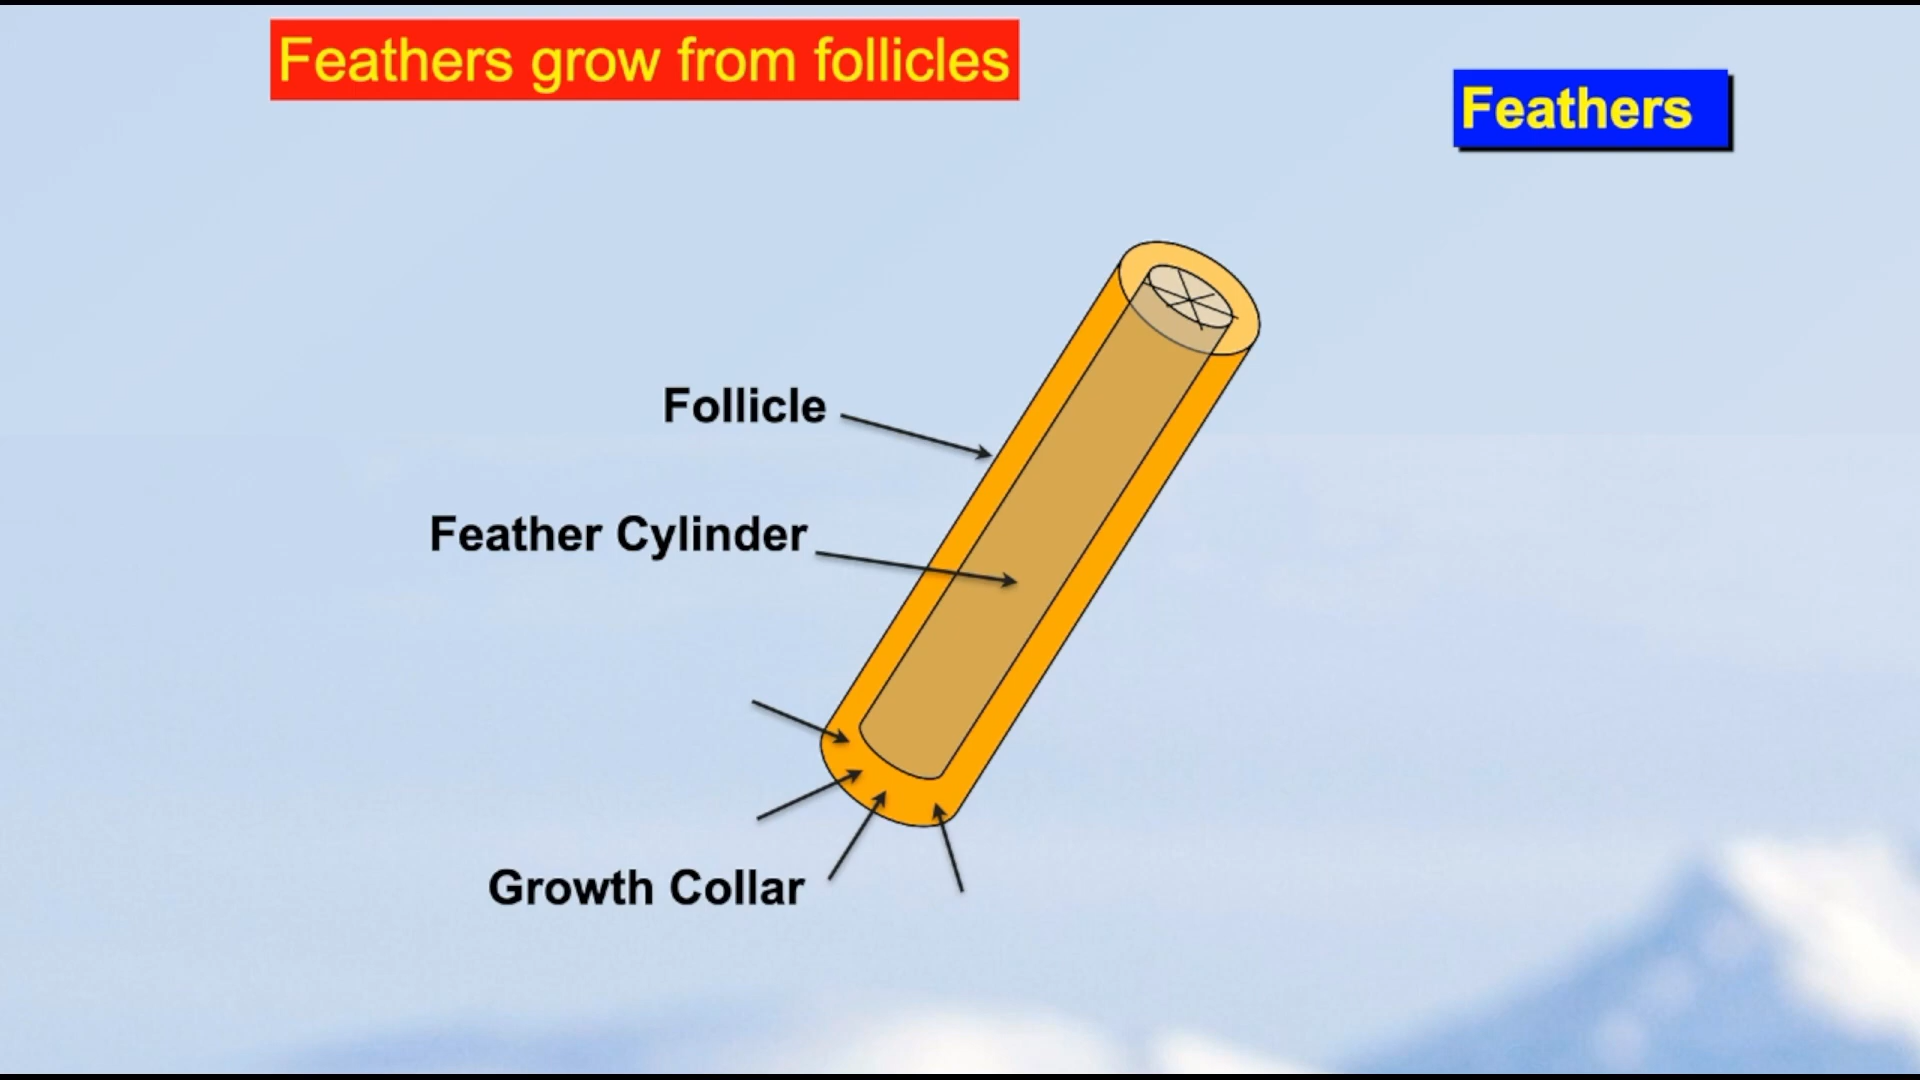 Feathers grow from follicles
Feathers
Follicle
Feather Cylinder
Growth Collar